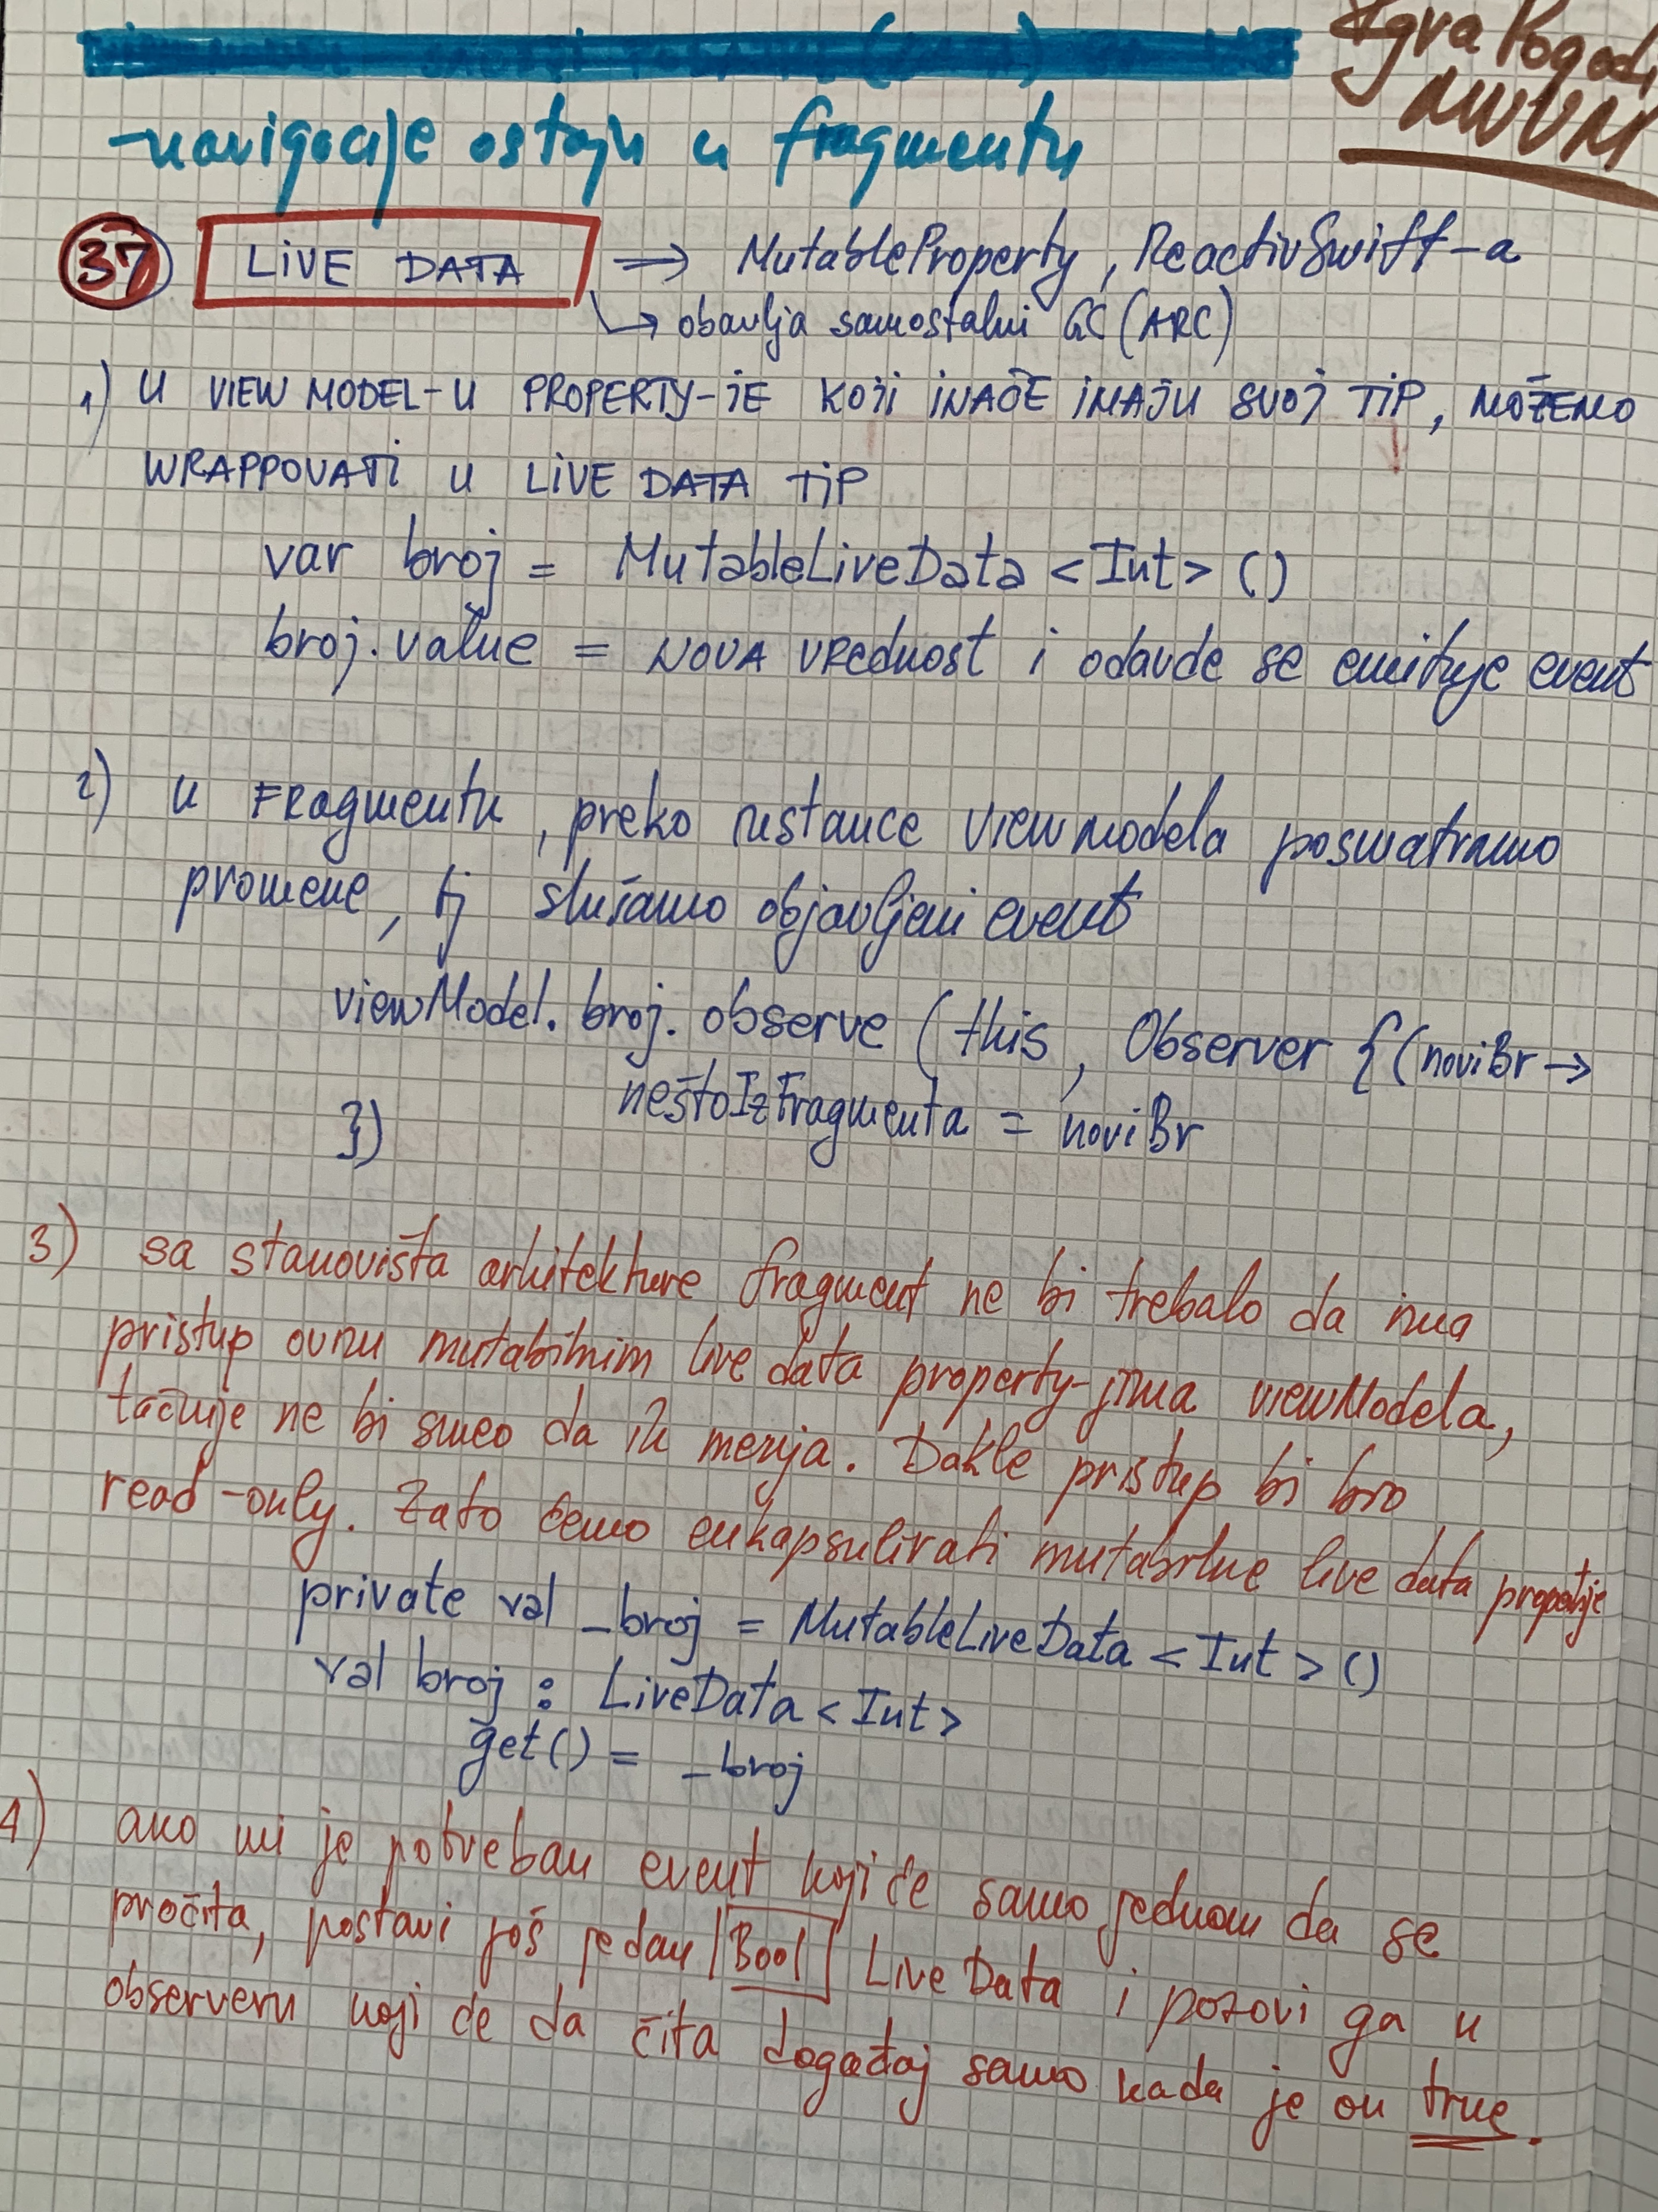 Igra Pogodi
MVVM
-navigacije ostaju u fragmentu
37 LiVE DATA → MutableProperty, ReactivSwift-a
↳ obavlja samostalni GC (ARC)
1) U VIEW MODEL-U PROPERTY-JE KOJI INAČE IMAJU SVOJ TIP, MOŽEMO
WRAPPOVATI U LIVE DATA TIP
var broj = MutableLiveData <Int> ()
broj.value = NOVA VREDNOST i odavde se emituje event
2) u FRagmentu, preko instance viewmodela posmatramo
promene, tj slušamo objavljeni event
viewModel.broj.observe (this, Observer {(noviBr →
neštoIzFragmenta = noviBr
})
3) sa stanovišta arhitekture fragment ne bi trebalo da ima
pristup ovim mutabilnim live data property-jima viewModela,
tačnije ne bi smeo da ih menja. Dakle pristup bi bio
read-only. Zato ćemo enkapsulirati mutabilne live data
private val _broj = MutableLiveData <Int> ()
val broj : LiveData <Int>
get() = _broj
4) ako mi je potreban event koji će samo jednom da se
pročita, postavi još jedan |Bool| LiveData i pozovi ga u
observeru koji će da čita događaj samo kada je on true.